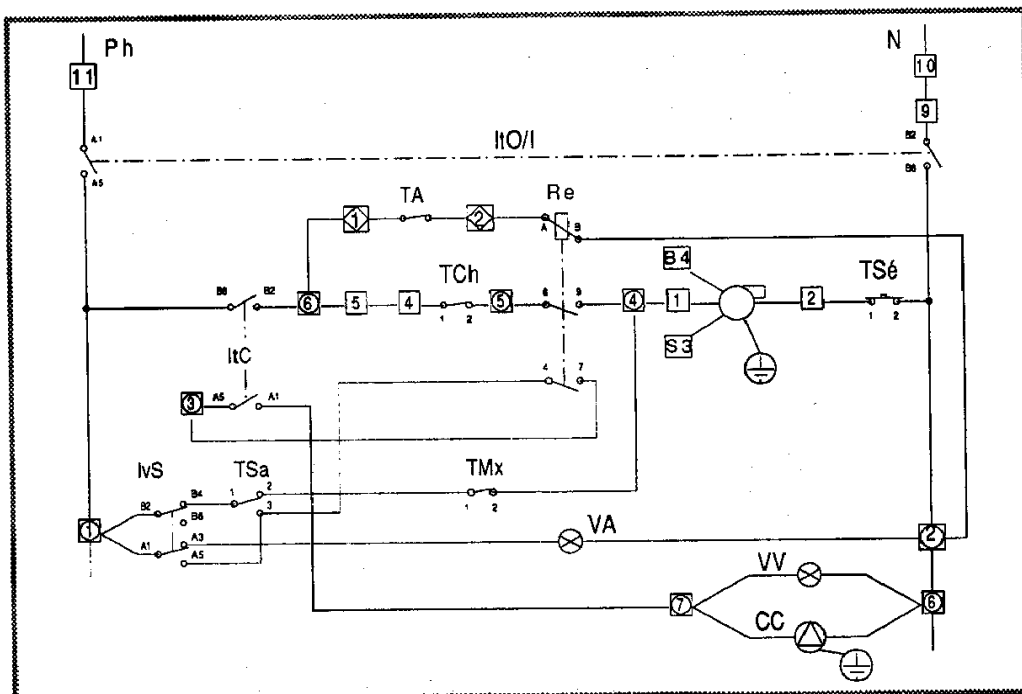 Ph
N
11
10
9
A1
A5
ItO/I
B2
B6
TA
Re
1
2
A
B
B4
TSé
TCh
B6
B2
6
5
4
1
2
5
6
9
4
1
2
1
2
S3
ItC
4
7
3
A5
A1
IvS
TSa
TMx
B2
B4
1
2
3
1
2
B6
1
A1
A3
A5
VA
2
VV
7
6
CC